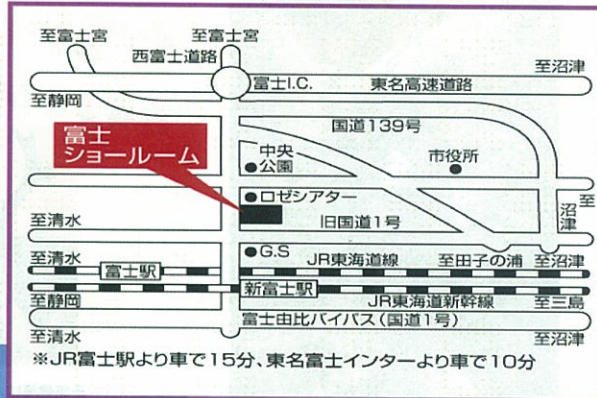 至富士宮
至富士宮
西富士道路
至沼津
富士I.C.
東名高速道路
至静岡
国道139号
富士
ショールーム
中央
公園
市役所
ロゼシアター
至
沼津
至清水
旧国道1号
至清水
G.S
JR東海道線
至田子の浦
至沼津
富士駅
新富士駅
至静岡
JR東海道新幹線
至三島
富士由比バイパス(国道1号)
至清水
至沼津
※JR富士駅より車で15分、東名富士インターより車で10分